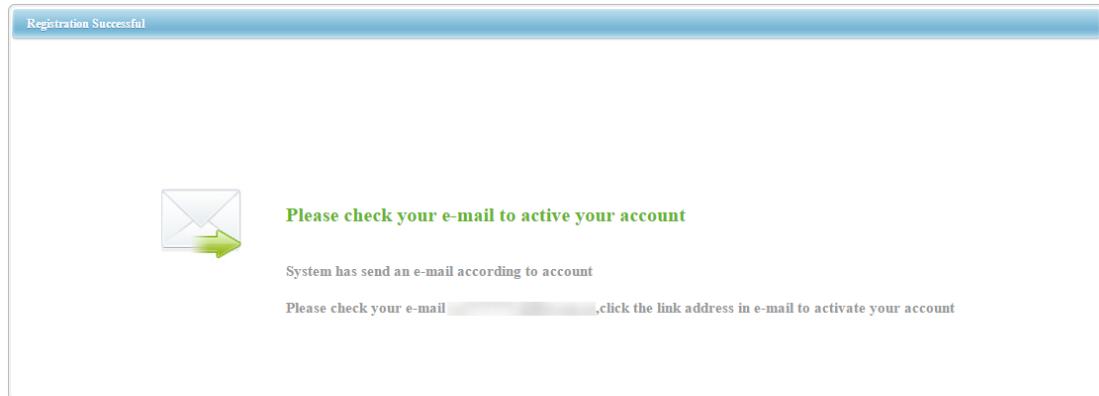 Registration Successful
Please check your e-mail to active your account
System has send an e-mail according to account
Please check your e-mail ,click the link address in e-mail to activate your account